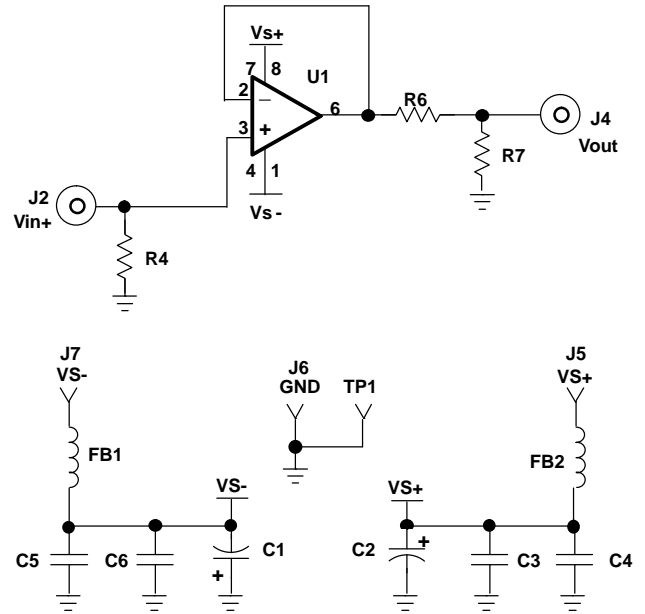 Vs+
7 8
U1
2
−
6
R6
J4
3
+
Vout
R7
4 1
J2
Vin+
Vs-
R4
J7
VS-
J6
GND
TP1
J5
VS+
FB1
FB2
VS-
VS+
C5
C6
+
C1
C2
+
C3
C4